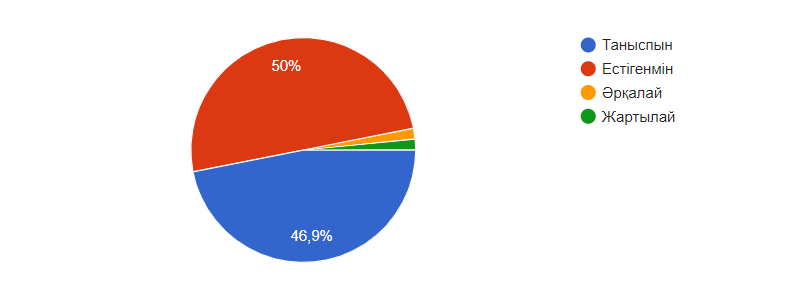 50%
46,9%
Таныспын
Естігенмін
Әрқалай
Жартылай